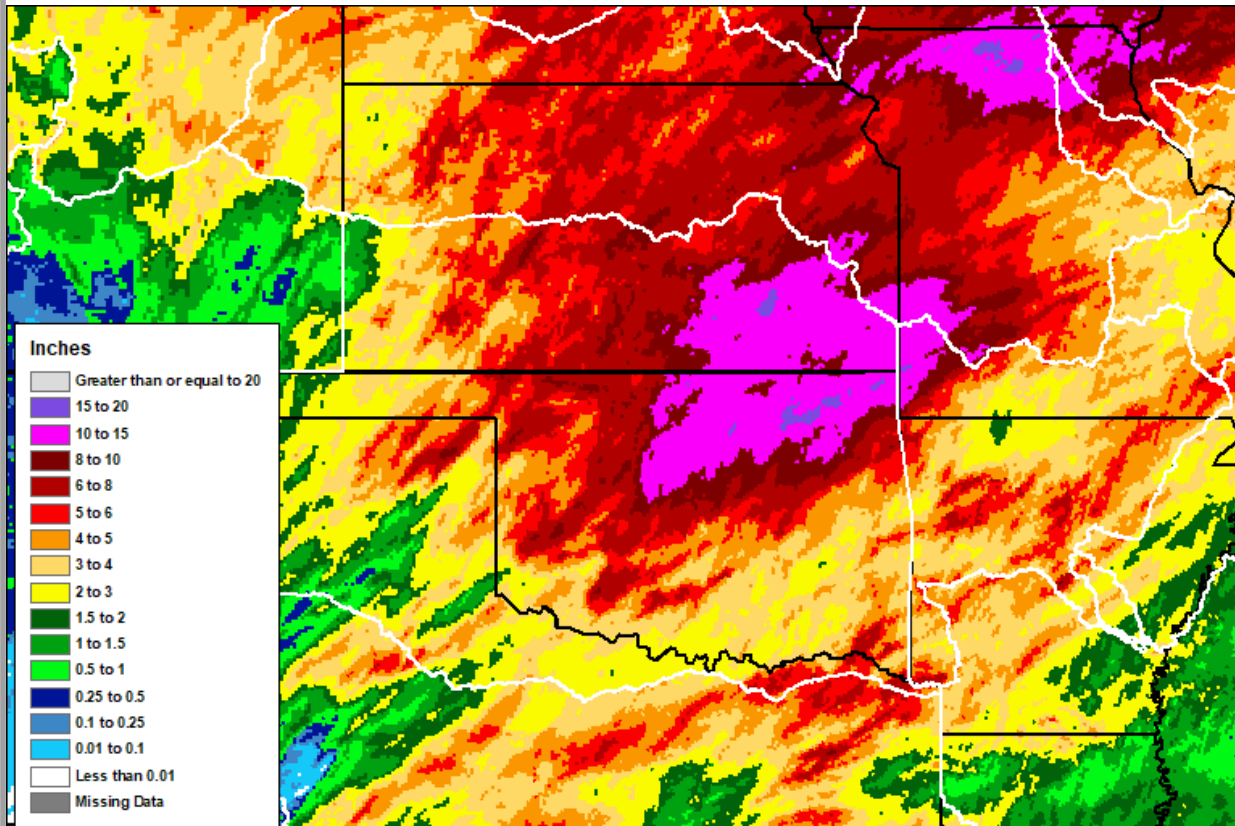 Inches
Greater than or equal to 20
15 to 20
10 to 15
8 to 10
6 to 8
5 to 6
4 to 5
3 to 4
2 to 3
1.5 to 2
1 to 1.5
0.5 to 1
0.25 to 0.5
0.1 to 0.25
0.01 to 0.1
Less than 0.01
Missing Data